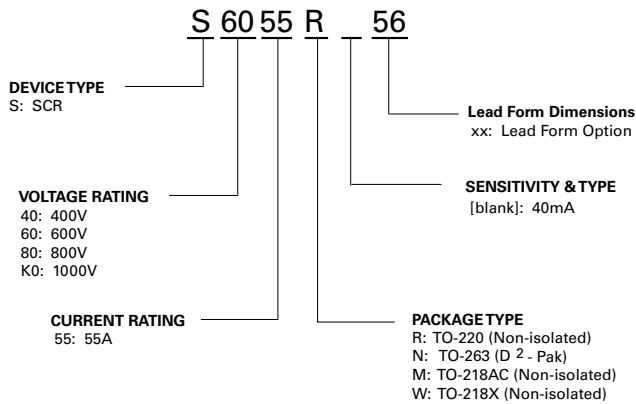 S 60 55 R 56
DEVICE TYPE
S: SCR
Lead Form Dimensions
xx: Lead Form Option
SENSITIVITY & TYPE
[blank]: 40mA
VOLTAGE RATING
40: 400V
60: 600V
80: 800V
K0: 1000V
CURRENT RATING
55: 55A
PACKAGE TYPE
R: TO-220 (Non-isolated)
N: TO-263 (D 2 - Pak)
M: TO-218AC (Non-isolated)
W: TO-218X (Non-isolated)